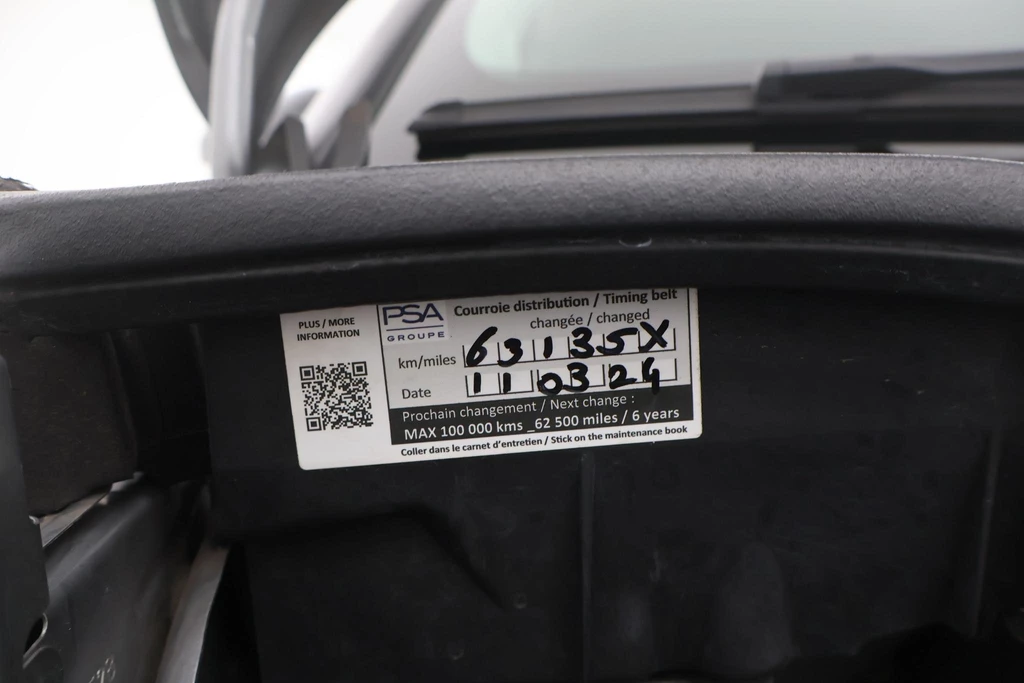 PLUS / MORE
INFORMATION
PSA
GROUPE
Courroie distribution / Timing belt
changée / changed
km/miles 63135X
Date 110324
Prochain changement / Next change :
MAX 100 000 kms _62 500 miles / 6 years
Coller dans le carnet d'entretien / Stick on the maintenance book